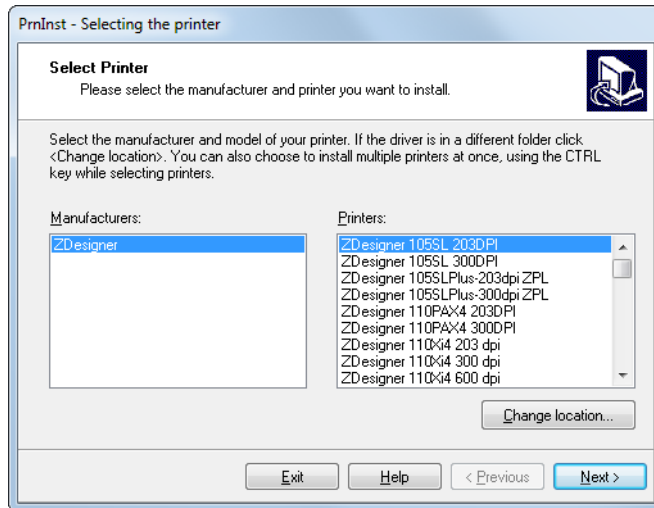 PrnInst - Selecting the printer
Select Printer
Please select the manufacturer and printer you want to install.
Select the manufacturer and model of your printer. If the driver is in a different folder click
<Change location>. You can also choose to install multiple printers at once, using the CTRL
key while selecting printers.
Manufacturers:
ZDesigner
Printers:
ZDesigner 105SL 203DPI
ZDesigner 105SL 300DPI
ZDesigner 105SLPlus-203dpi ZPL
ZDesigner 105SLPlus-300dpi ZPL
ZDesigner 110PAX4 203DPI
ZDesigner 110PAX4 300DPI
ZDesigner 110Xi4 203 dpi
ZDesigner 110Xi4 300 dpi
ZDesigner 110Xi4 600 dpi
Change location...
Exit
Help
< Previous
Next >